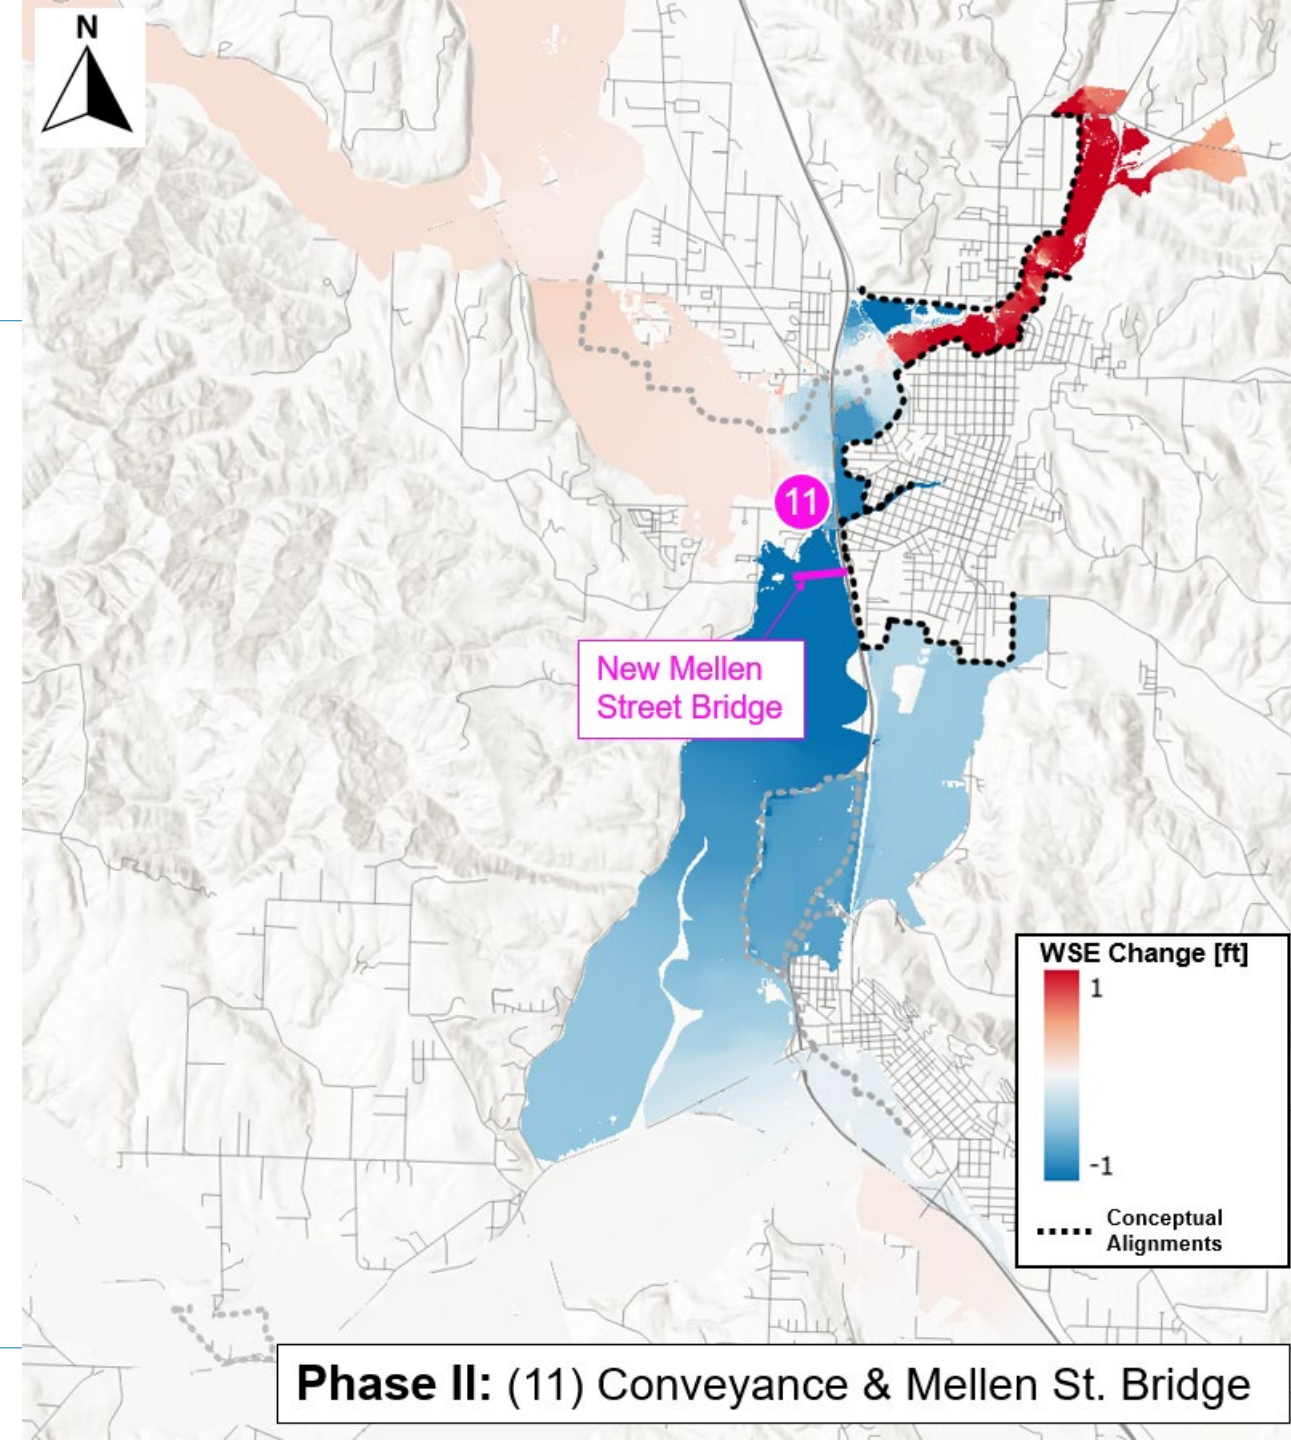 N
11
New Mellen
Street Bridge
WSE Change [ft]
1
-1
Conceptual
Alignments
Phase II: (11) Conveyance & Mellen St. Bridge